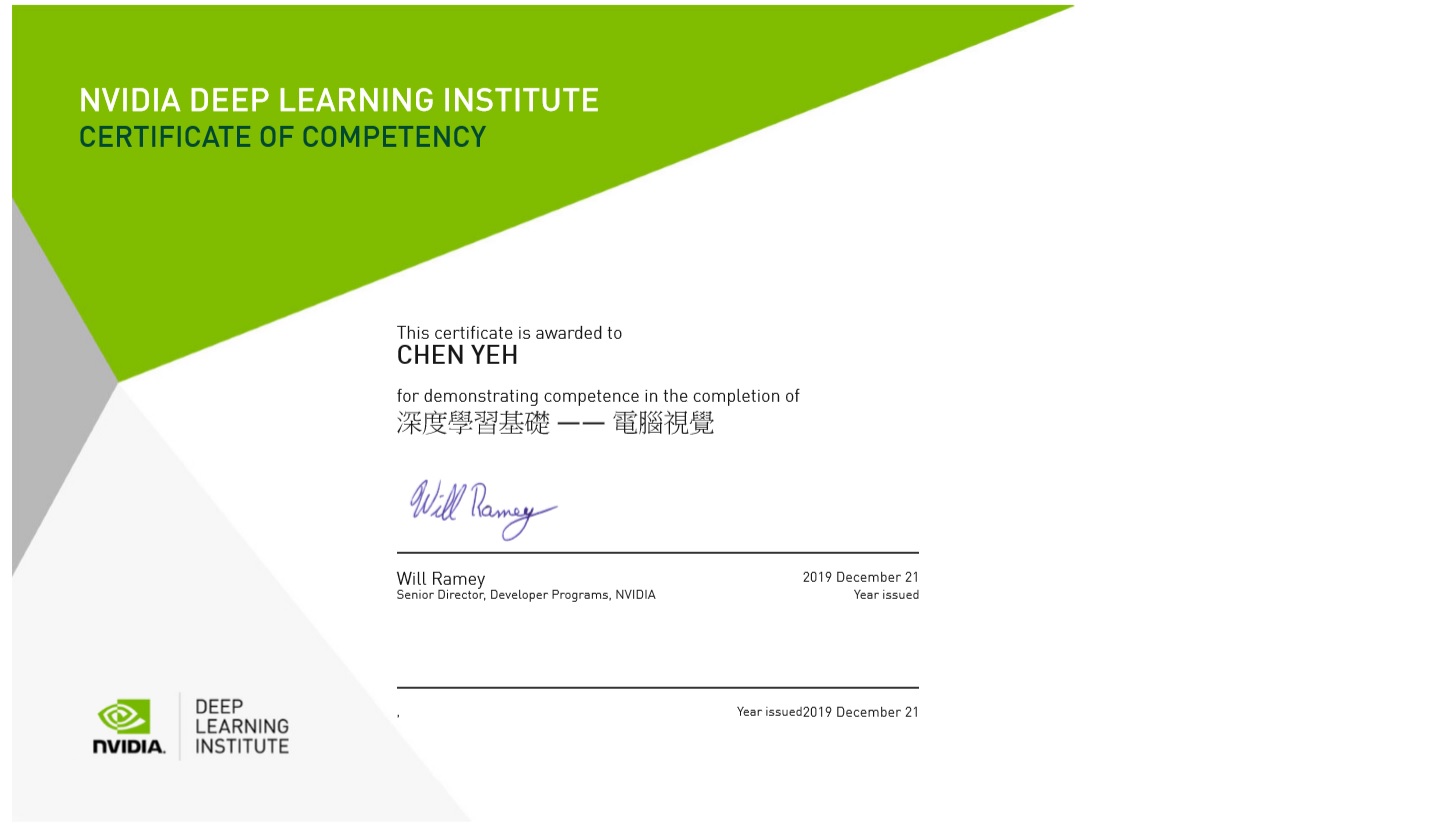 NVIDIA DEEP LEARNING INSTITUTE
CERTIFICATE OF COMPETENCY
This certificate is awarded to
CHEN YEH
for demonstrating competence in the completion of
深度學習基礎 —— 電腦視覺
Will Ramey
Will Ramey
2019 December 21
Senior Director, Developer Programs, NVIDIA
Year issued
,
Year issued2019 December 21
nVIDIA.
DEEP
LEARNING
INSTITUTE